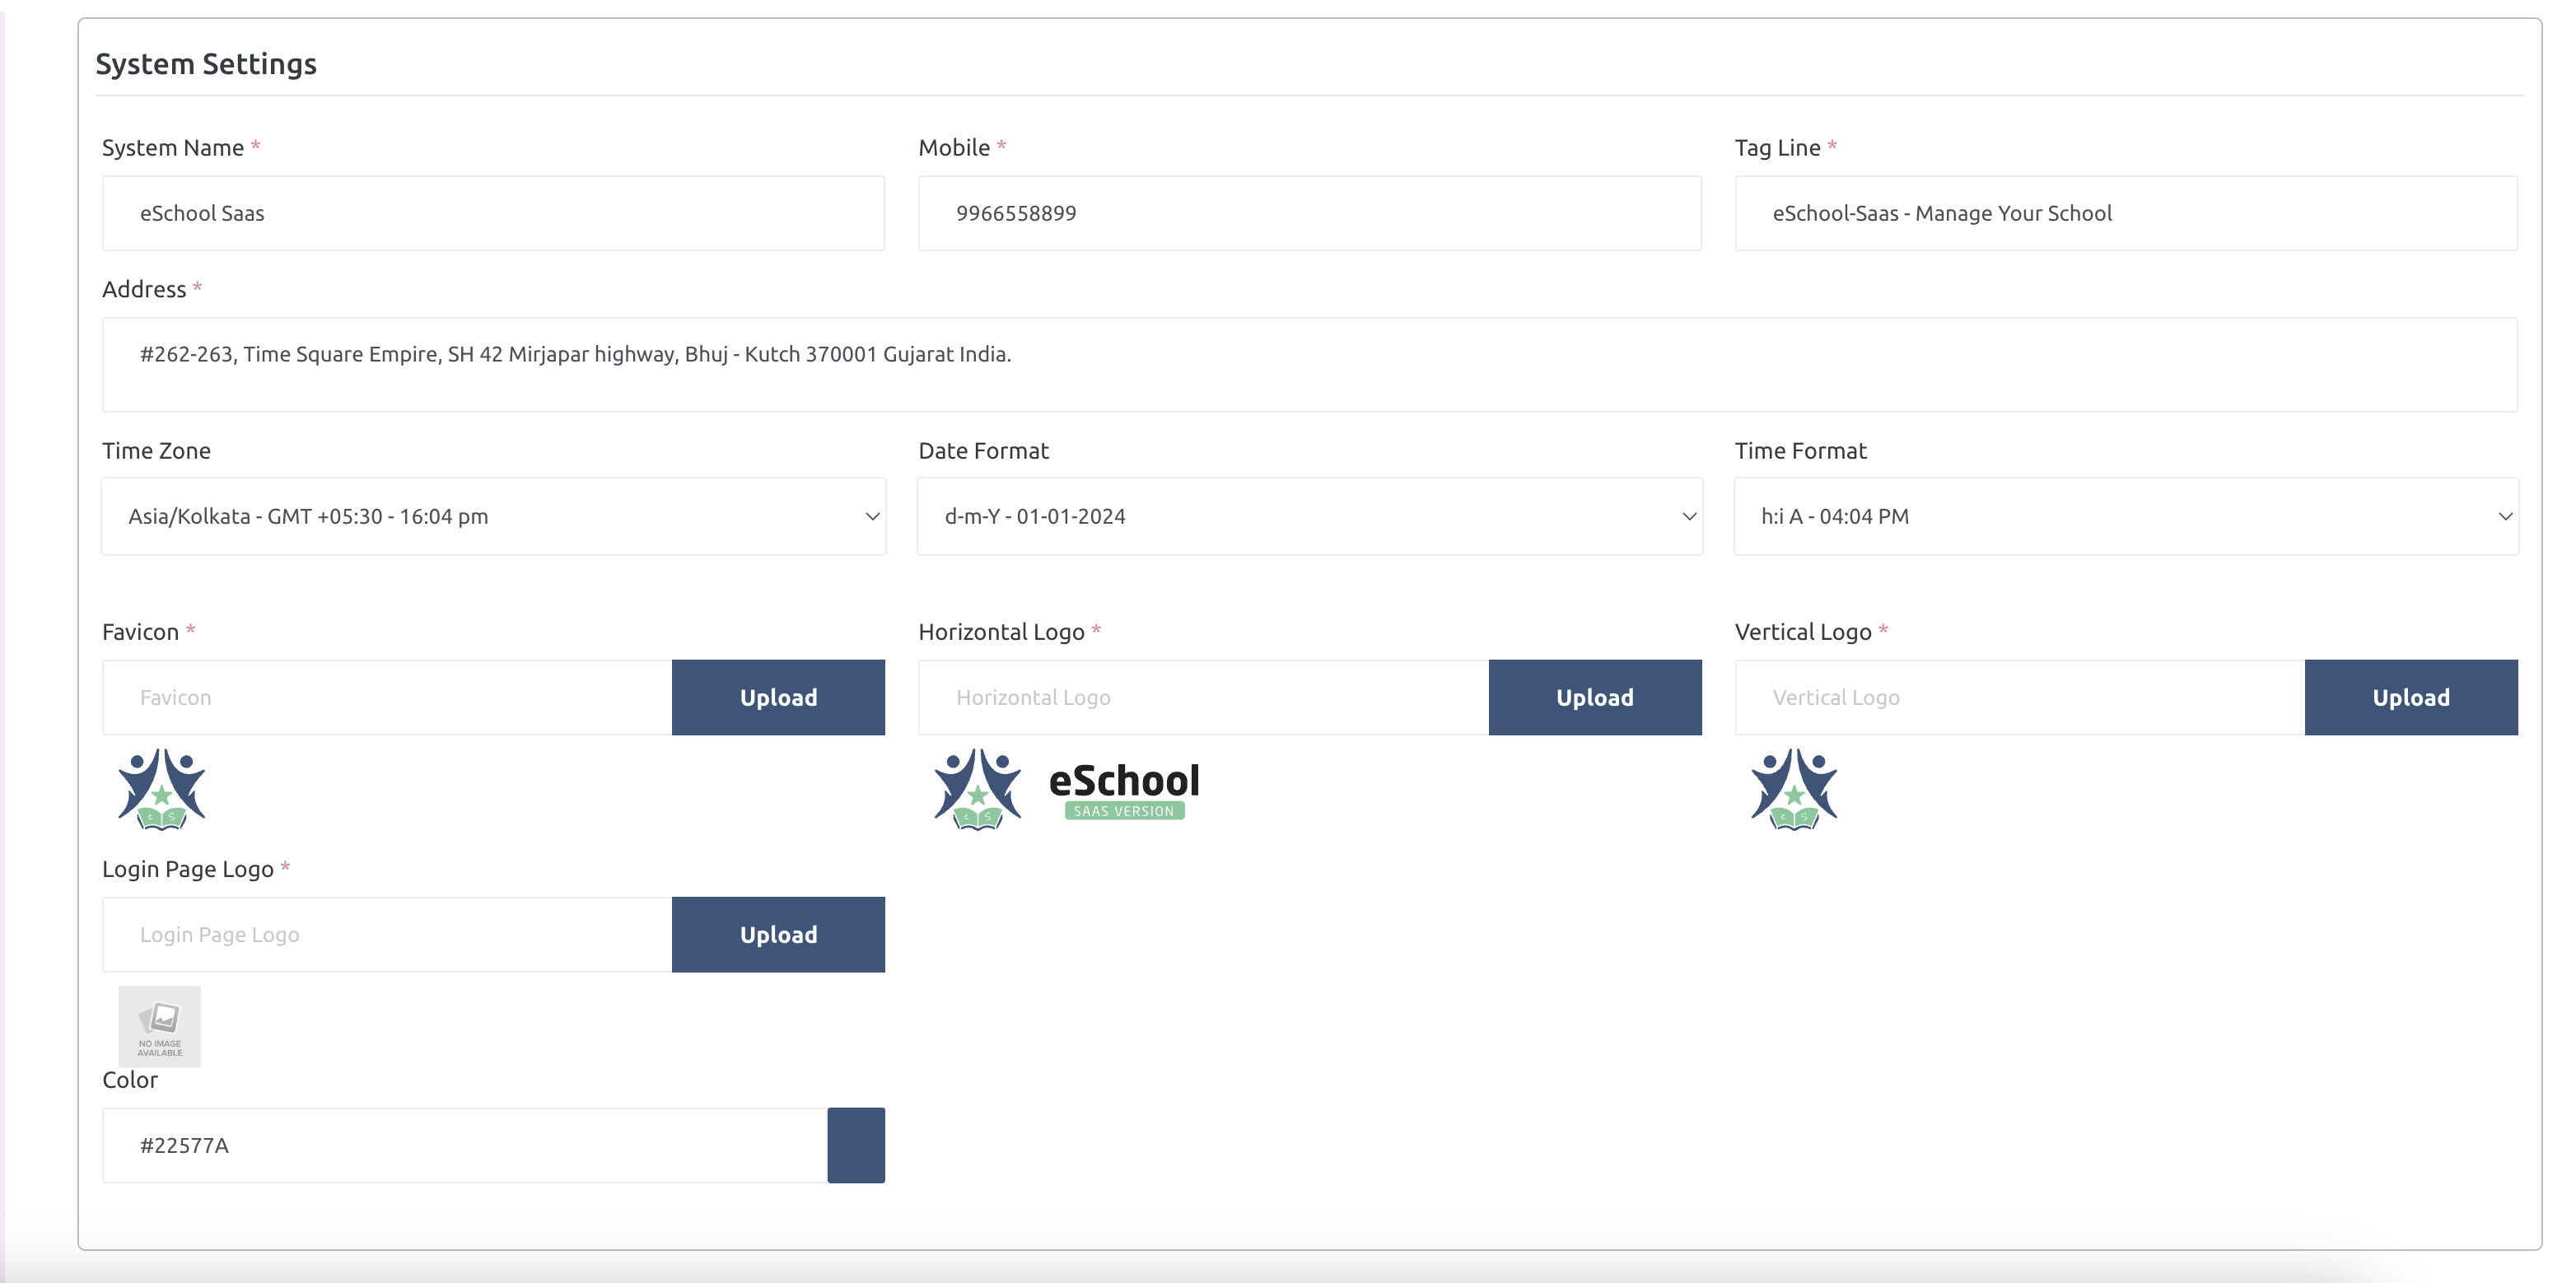 System Settings
System Name *
Mobile *
Tag Line *
eSchool Saas
9966558899
eSchool-Saas - Manage Your School
Address *
#262-263, Time Square Empire, SH 42 Mirjapar highway, Bhuj - Kutch 370001 Gujarat India.
Time Zone
Date Format
Time Format
Asia/Kolkata - GMT +05:30 - 16:04 pm
d-m-Y - 01-01-2024
h:i A - 04:04 PM
Favicon *
Horizontal Logo *
Vertical Logo *
Favicon
Upload
Horizontal Logo
Upload
Vertical Logo
Upload
e S
e S
eSchool
SAAS VERSION
e S
Login Page Logo *
Login Page Logo
Upload
NO IMAGE
AVAILABLE
Color
#22577A